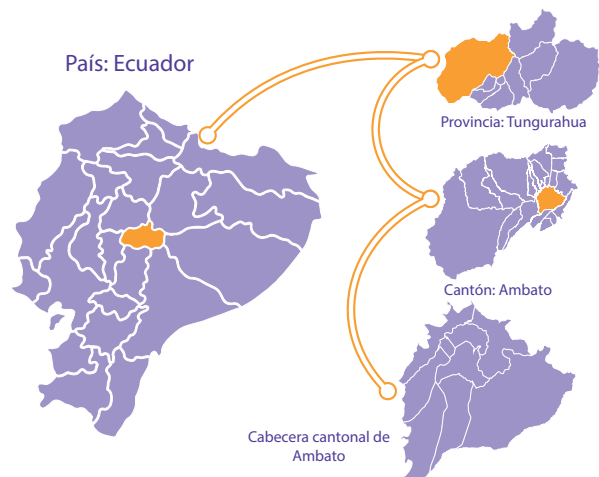 País: Ecuador
Provincia: Tungurahua
Cantón: Ambato
Cabecera cantonal de
Ambato